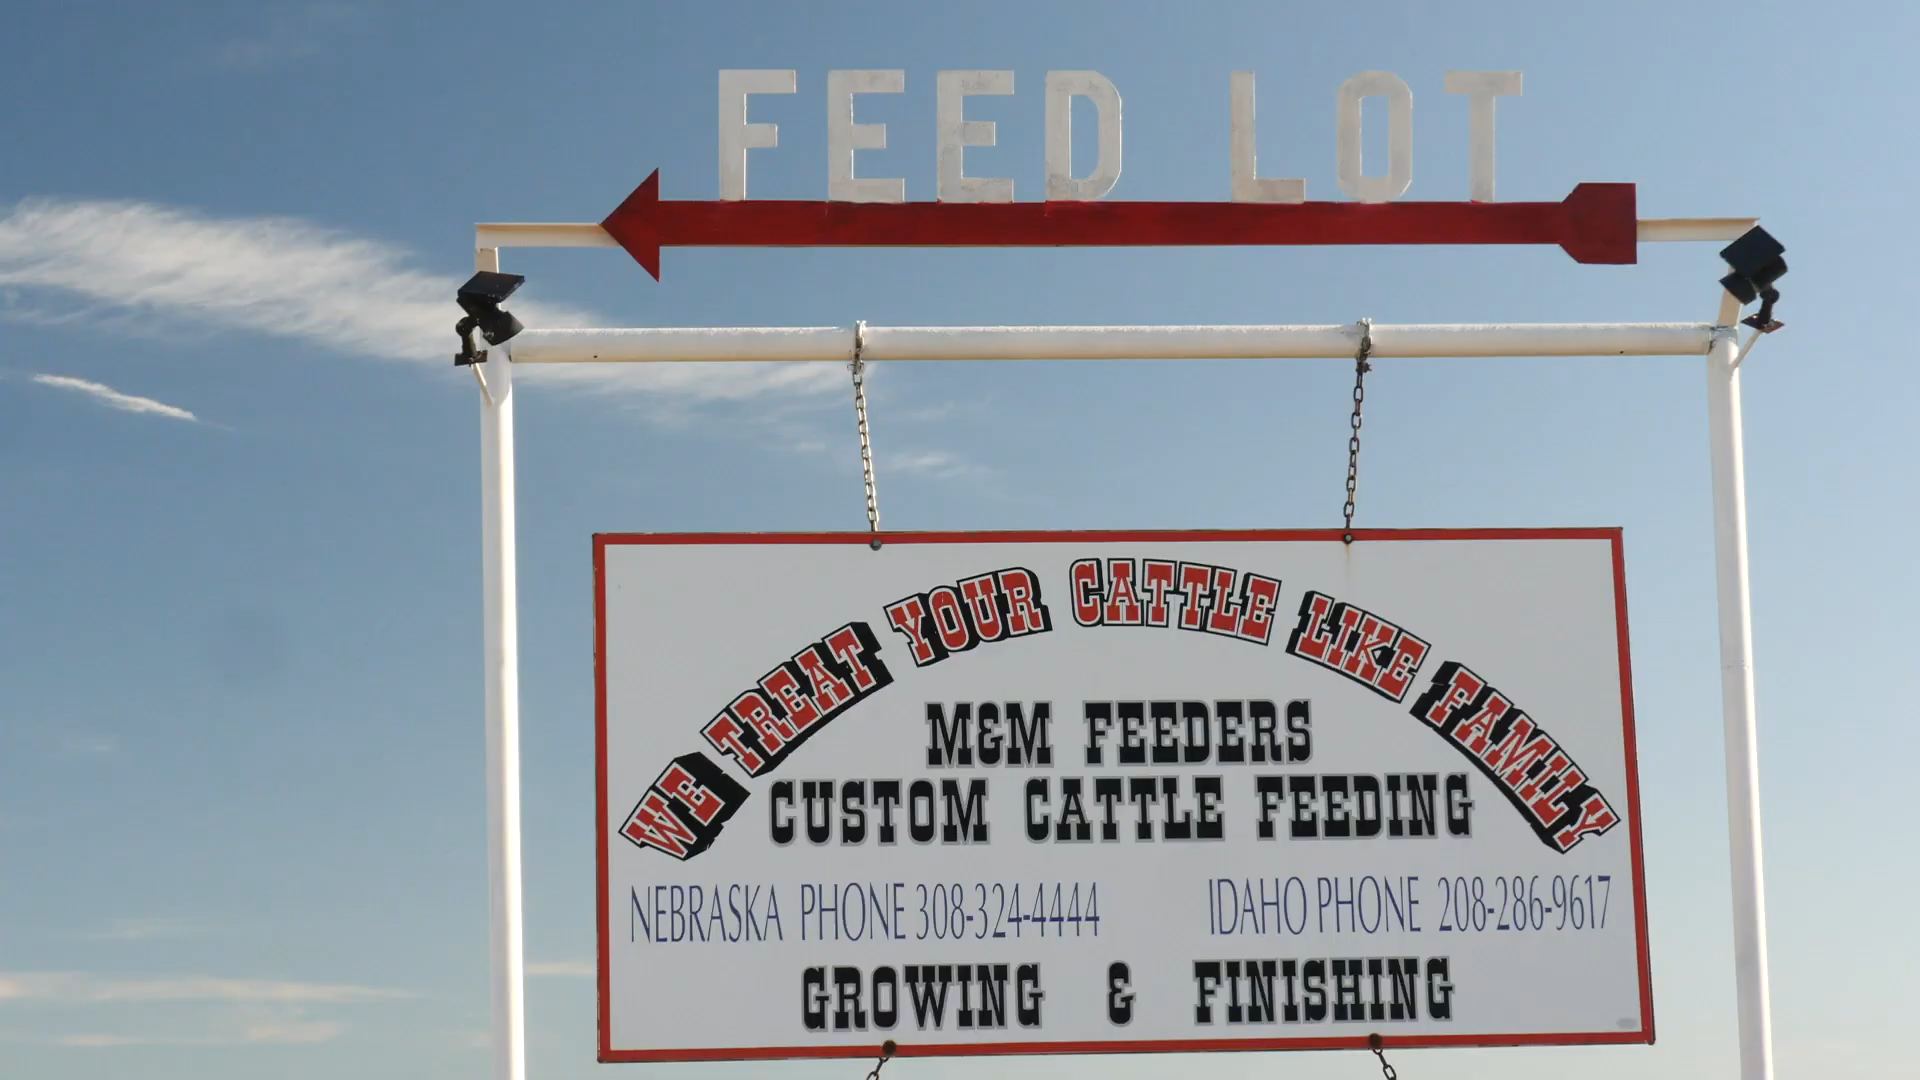 FEED LOT
WE TREAT YOUR CATTLE LIKE FAMILY
M&M FEEDERS
CUSTOM CATTLE FEEDING
NEBRASKA PHONE 308-324-4444 IDAHO PHONE 208-286-9617
GROWING & FINISHING